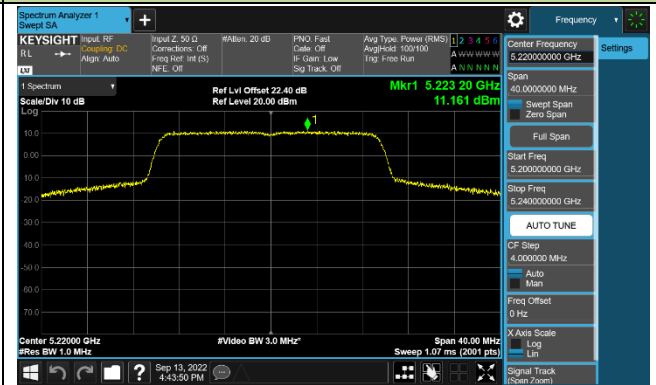 Spectrum Analyzer 1
Swept SA
Frequency
KEYSIGHT
RL
Input: RF
Coupling: DC
Align: Auto
Input Z: 50 Ω
Corrections: Off
Freq Ref: Int (S)
NFE: Off
#Atten: 20 dB
PNO: Fast
Gate: Off
IF Gain: Low
Sig Track: Off
Avg Type: Power (RMS)
Avg|Hold: 100/100
Trig: Free Run
1 2 3 4 5 6
A W W W W W
A N N N N N
LXI
1 Spectrum
Scale/Div 10 dB
Log
Ref Lvl Offset 22.40 dB
Ref Level 20.00 dBm
Mkr1 5.223 20 GHz
11.161 dBm
1
10.0
0.00
-10.0
-20.0
-30.0
-40.0
-50.0
-60.0
-70.0
Center 5.22000 GHz
#Res BW 1.0 MHz
#Video BW 3.0 MHz*
Span 40.00 MHz
Sweep 1.07 ms (2001 pts)
Sep 13, 2022
4:43:50 PM
Center Frequency
5.220000000 GHz
Settings
Span
40.0000000 MHz
Swept Span
Zero Span
Full Span
Start Freq
5.200000000 GHz
Stop Freq
5.240000000 GHz
AUTO TUNE
CF Step
4.000000 MHz
Auto
Man
Freq Offset
0 Hz
X Axis Scale
Log
Lin
Signal Track
(Span Zoom)